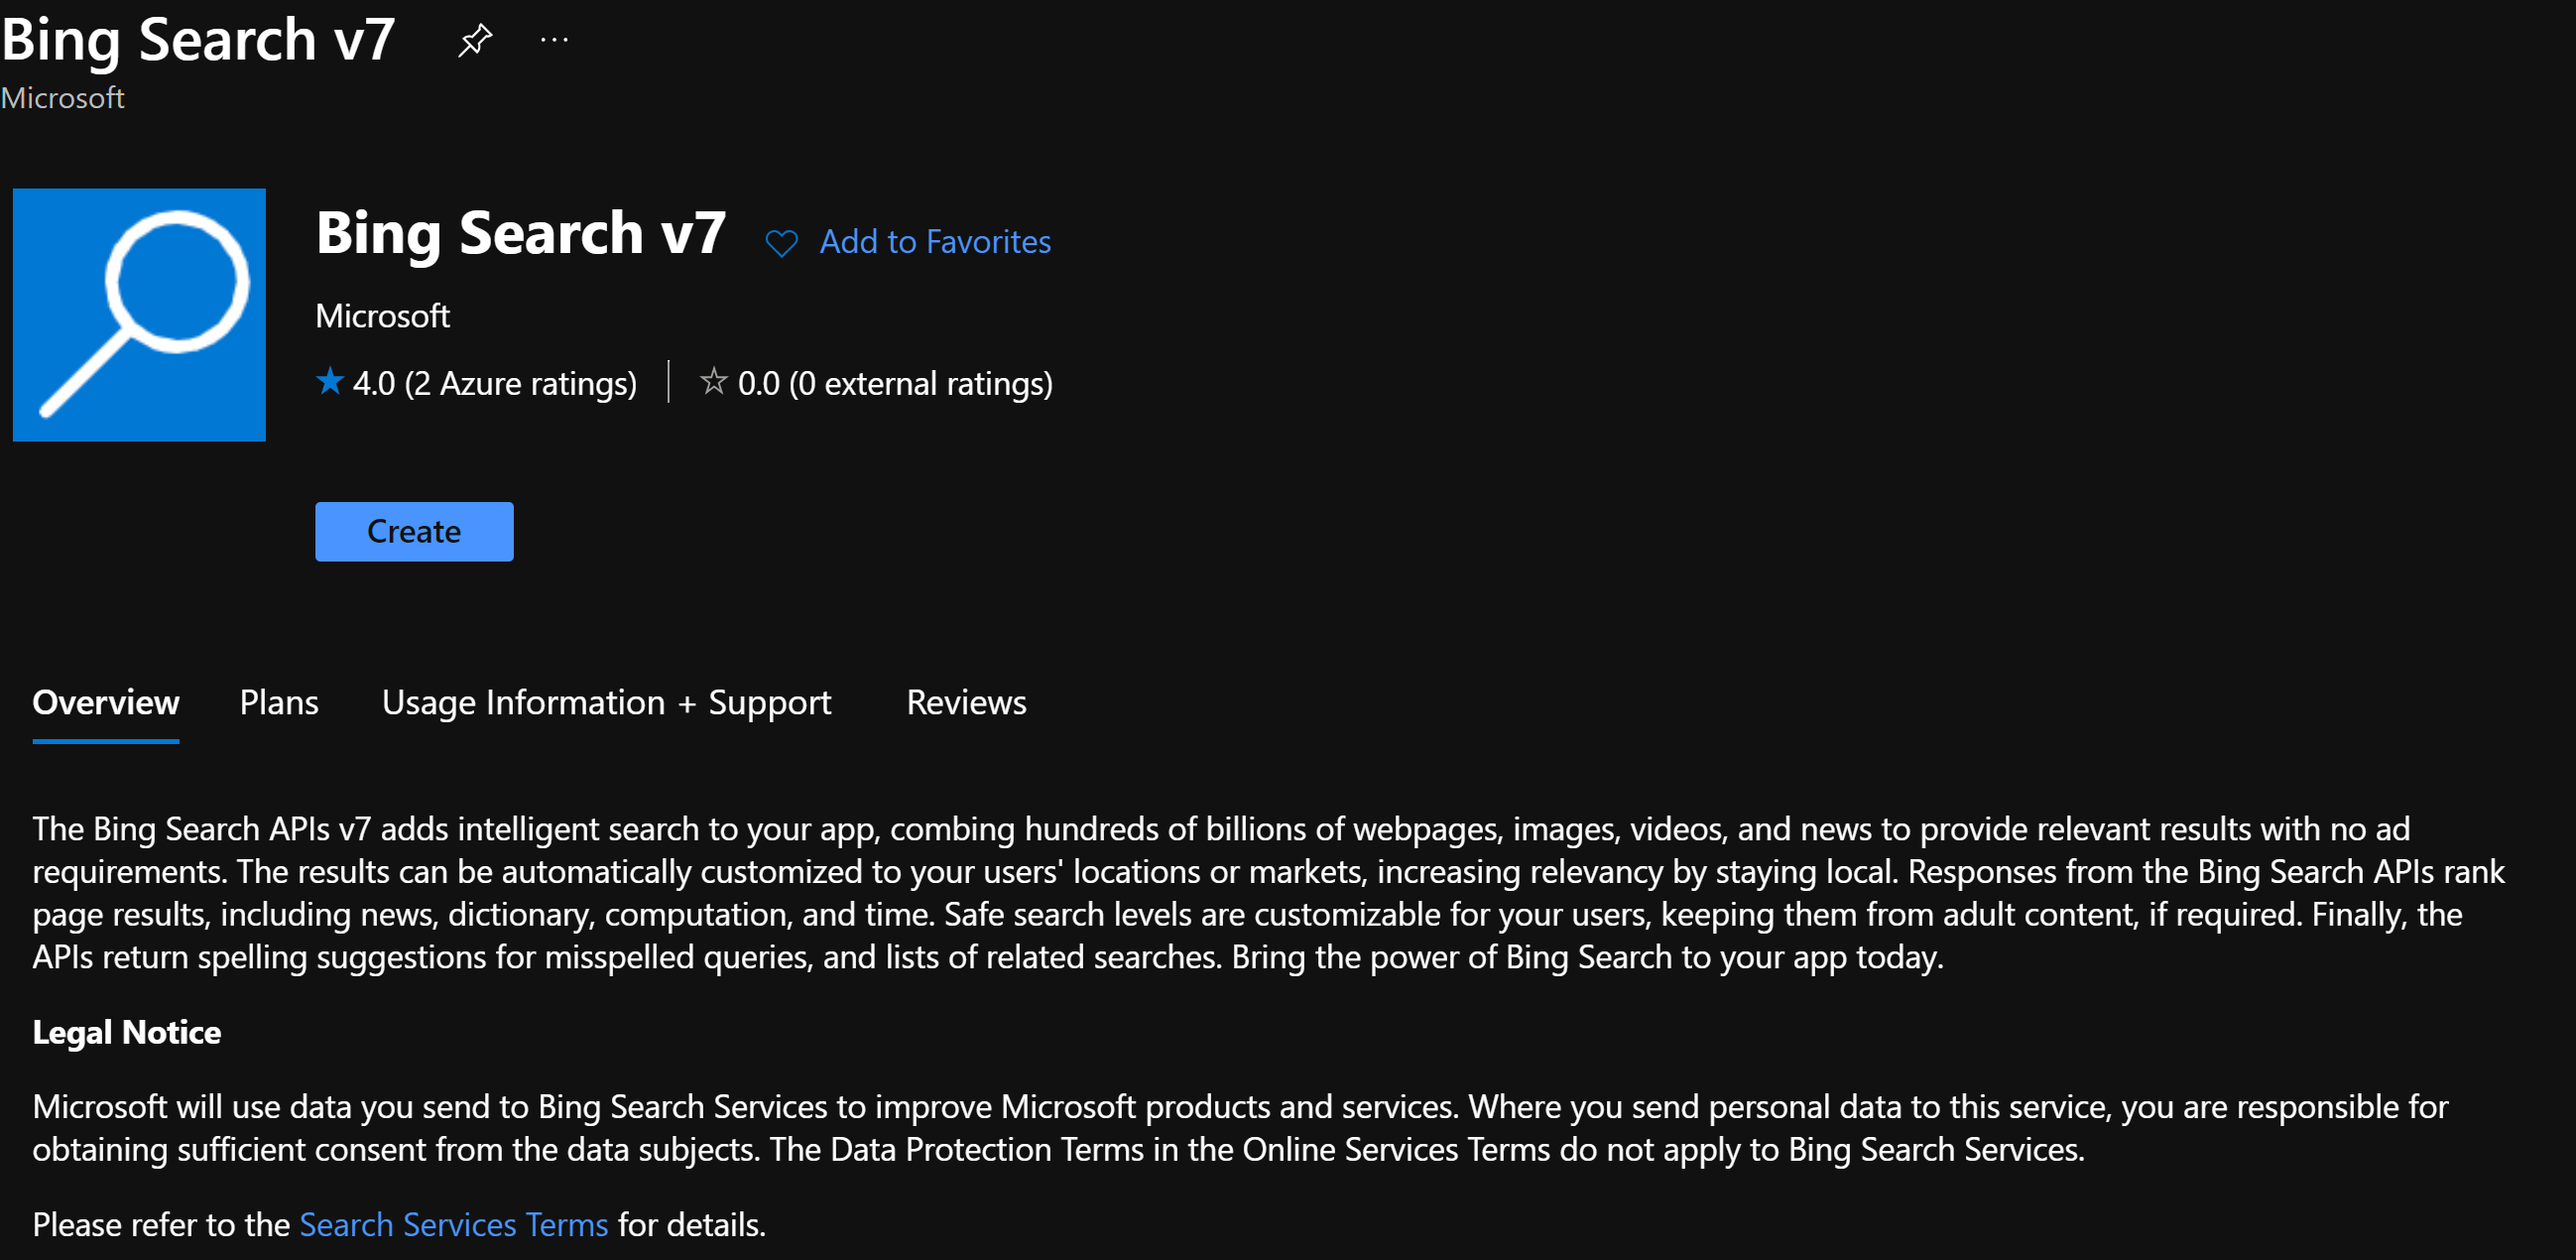 Bing Search v7
Microsoft
Bing Search v7
Add to Favorites
Microsoft
4.0 (2 Azure ratings)
0.0 (0 external ratings)
Create
Overview
Plans
Usage Information + Support
Reviews
The Bing Search APIs v7 adds intelligent search to your app, combing hundreds of billions of webpages, images, videos, and news to provide relevant results with no ad
requirements. The results can be automatically customized to your users' locations or markets, increasing relevancy by staying local. Responses from the Bing Search APIs rank
page results, including news, dictionary, computation, and time. Safe search levels are customizable for your users, keeping them from adult content, if required. Finally, the
APIs return spelling suggestions for misspelled queries, and lists of related searches. Bring the power of Bing Search to your app today.
Legal Notice
Microsoft will use data you send to Bing Search Services to improve Microsoft products and services. Where you send personal data to this service, you are responsible for
obtaining sufficient consent from the data subjects. The Data Protection Terms in the Online Services Terms do not apply to Bing Search Services.
Please refer to the Search Services Terms for details.